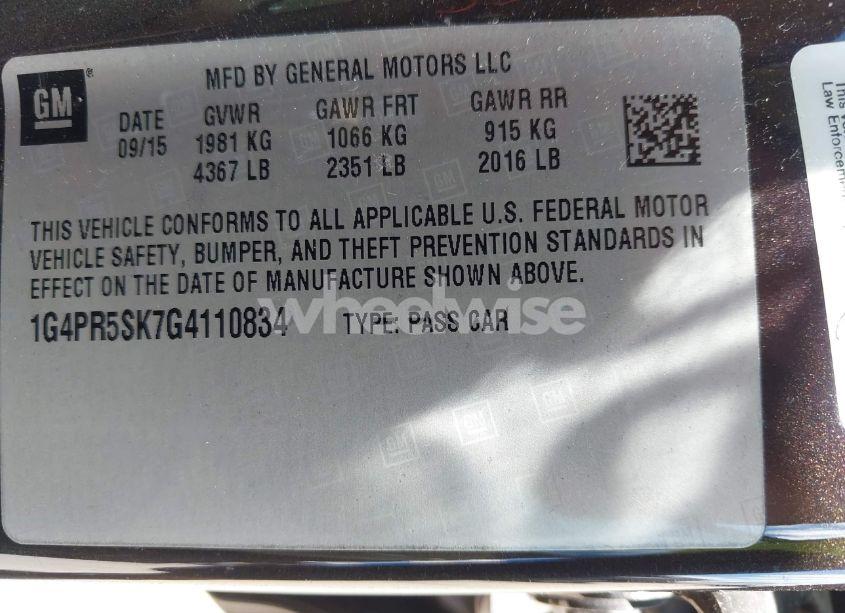 MFD BY GENERAL MOTORS LLC
GM®
DATE GVWR GAWR FRT GAWR RR
09/15 1981 KG 1066 KG 915 KG
4367 LB 2351 LB 2016 LB
THIS VEHICLE CONFORMS TO ALL APPLICABLE U.S. FEDERAL MOTOR
VEHICLE SAFETY, BUMPER, AND THEFT PREVENTION STANDARDS IN
EFFECT ON THE DATE OF MANUFACTURE SHOWN ABOVE.
1G4PR5SK7G4110834 TYPE: PASS CAR
wheelwise
Law Enforcement